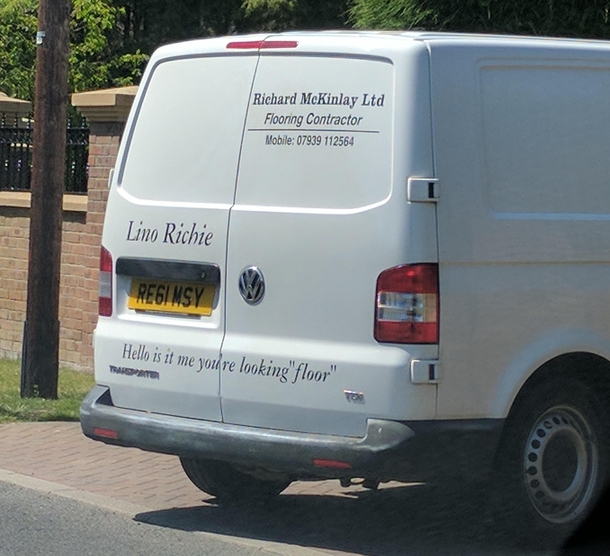 Richard McKinlay Ltd
Flooring Contractor
Mobile: 07939 112564
Lino Richie
RE61 MSY
Hello is it me you're looking "floor"
TRANSPORTER
TDI